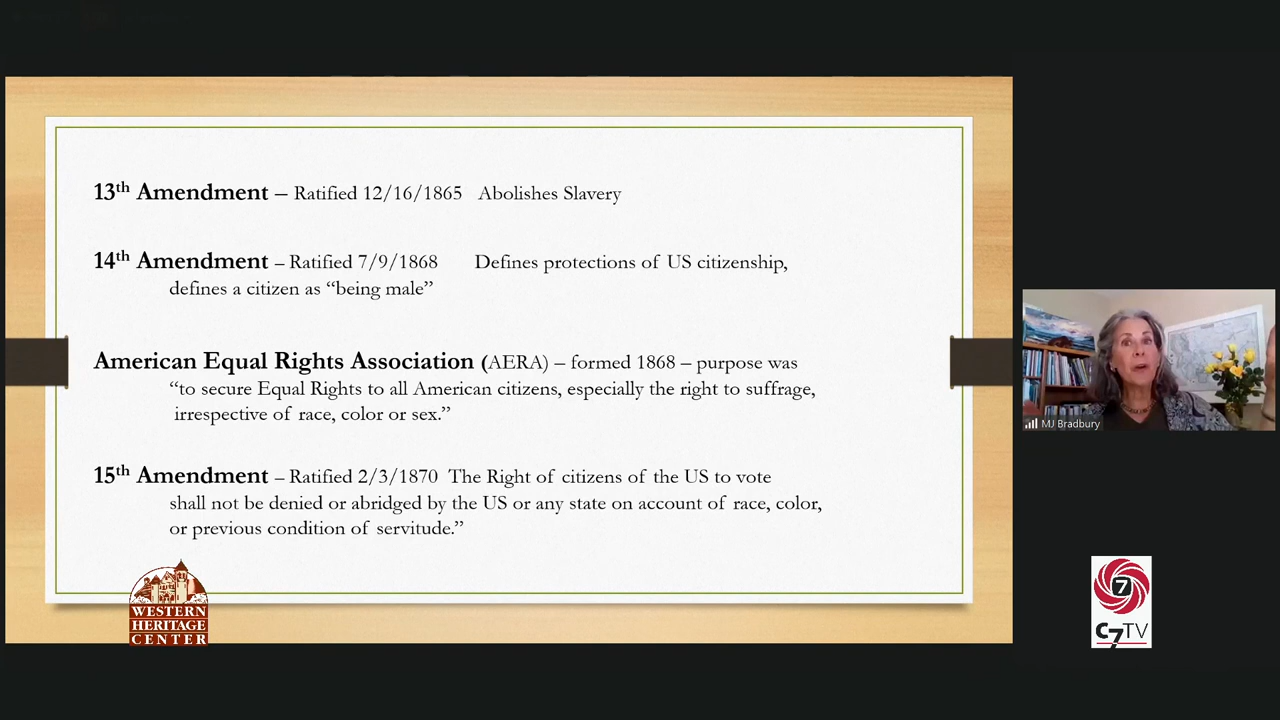 13th Amendment – Ratified 12/16/1865 Abolishes Slavery
14th Amendment – Ratified 7/9/1868 Defines protections of US citizenship,
defines a citizen as “being male”
American Equal Rights Association (AERA) – formed 1868 – purpose was
“to secure Equal Rights to all American citizens, especially the right to suffrage,
irrespective of race, color or sex.”
15th Amendment – Ratified 2/3/1870 The Right of citizens of the US to vote
shall not be denied or abridged by the US or any state on account of race, color,
or previous condition of servitude.”
WESTERN
HERITAGE
CENTER
MJ Bradbury
7
C7TV